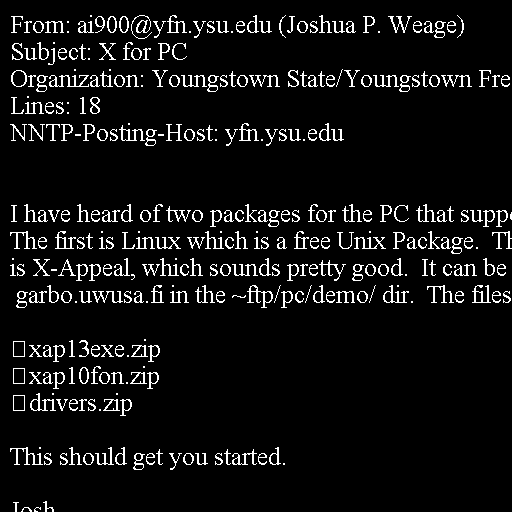 From: ai900@yfn.ysu.edu (Joshua P. Weage)
Subject: X for PC
Organization: Youngstown State/Youngstown Fre
Lines: 18
NNTP-Posting-Host: yfn.ysu.edu
I have heard of two packages for the PC that supp
The first is Linux which is a free Unix Package.  Th
is X-Appeal, which sounds pretty good.  It can be
garbo.uwusa.fi in the ~ftp/pc/demo/ dir.  The files
xap13exe.zip
xap10fon.zip
drivers.zip
This should get you started.
Josh